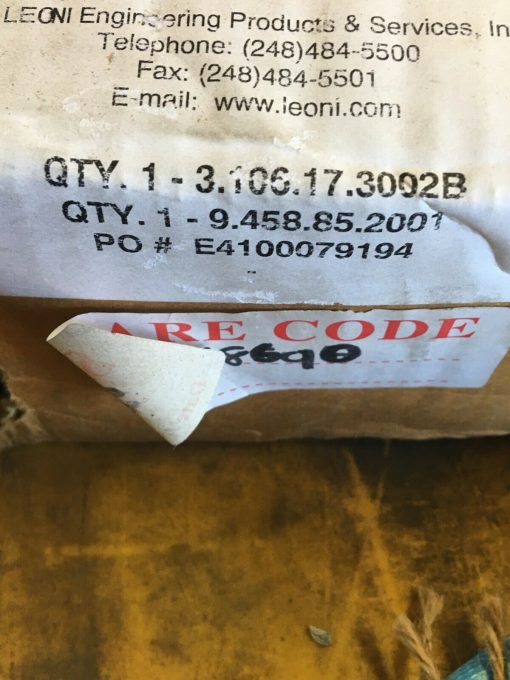 LEONI Engineering Products & Services, In
Telephone: (248)484-5500
Fax: (248)484-5501
E-mail: www.leoni.com
QTY. 1 - 3.106.17.3002B
QTY. 1 - 9.458.85.2001
PO # E4100079194
ARE CODE
8690